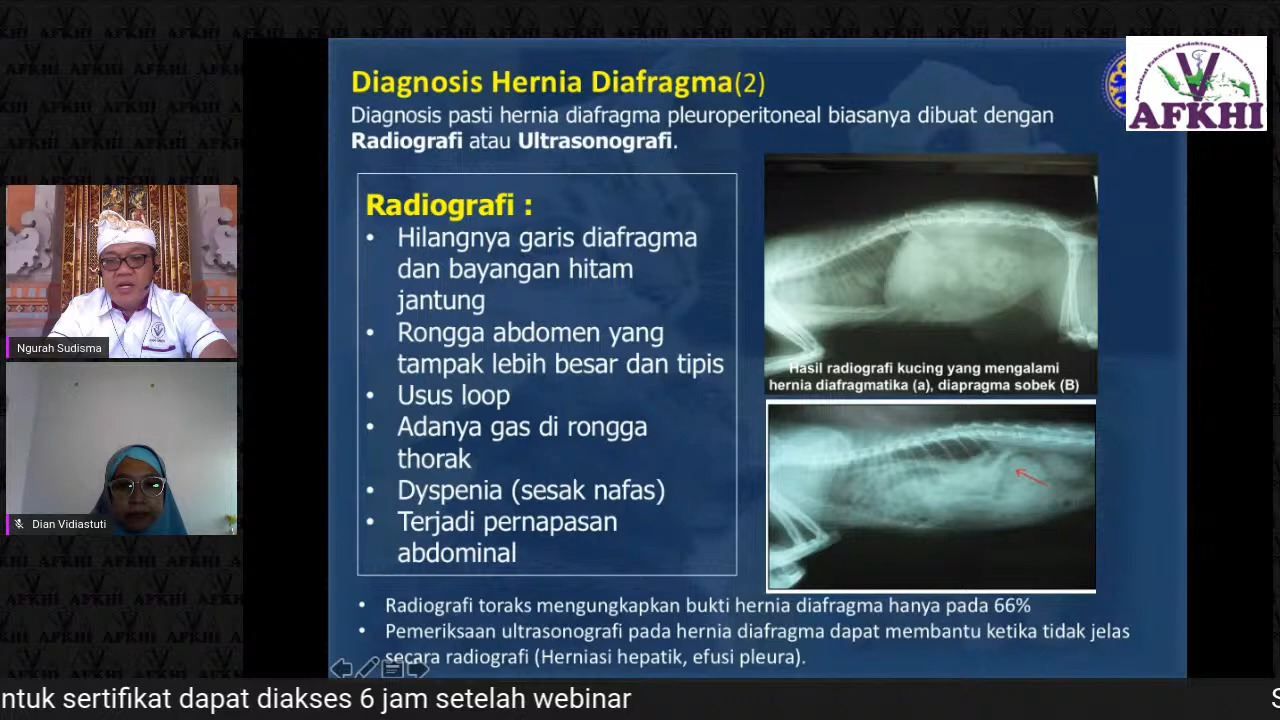 Diagnosis Hernia Diafragma(2)
Diagnosis pasti hernia diafragma pleuroperitoneal biasanya dibuat dengan
Radiografi atau Ultrasonografi.
Radiografi :
• Hilangnya garis diafragma
dan bayangan hitam
jantung
• Rongga abdomen yang
tampak lebih besar dan tipis
• Usus loop
• Adanya gas di rongga
thorak
• Dyspenia (sesak nafas)
• Terjadi pernapasan
abdominal
Hasil radiografi kucing yang mengalami
hernia diafragmatika (a), diapragma sobek (B)
• Radiografi toraks mengungkapkan bukti hernia diafragma hanya pada 66%
• Pemeriksaan ultrasonografi pada hernia diafragma dapat membantu ketika tidak jelas
secara radiografi (Herniasi hepatik, efusi pleura).
AFKHI
Ngurah Sudisma
Dian Vidiastuti
ntuk sertifikat dapat diakses 6 jam setelah webinar